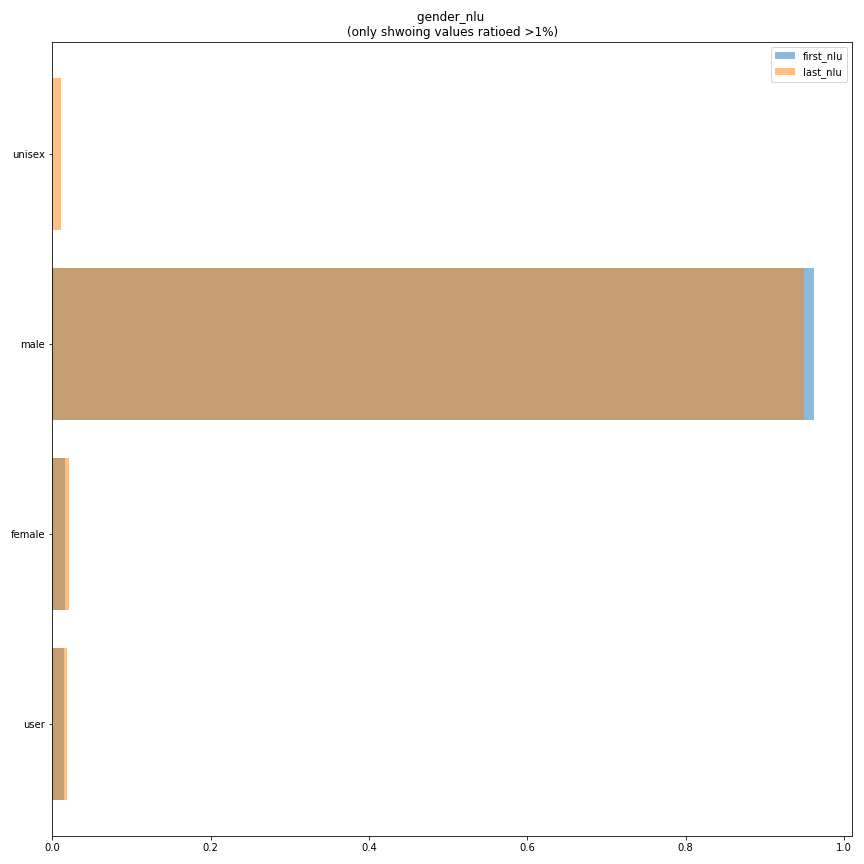 gender_nlu
(only shwoing values ratioed >1%)
first_nlu
last_nlu
unisex
male
female
user
0.0
0.2
0.4
0.6
0.8
1.0